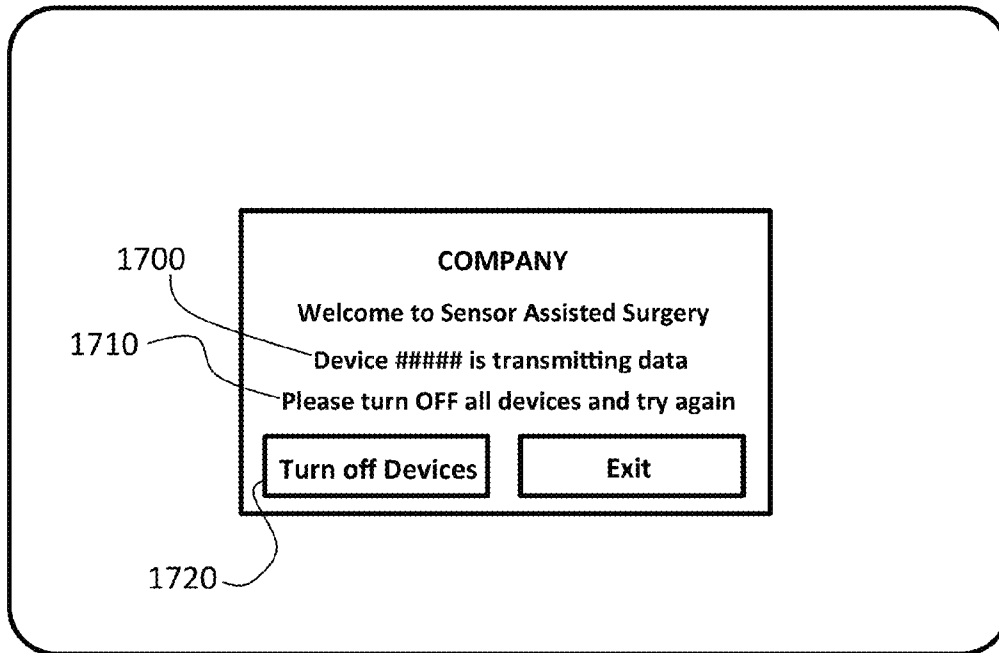 COMPANY
1700
Welcome to Sensor Assisted Surgery
1710
Device ##### is transmitting data
Please turn OFF all devices and try again
Turn off Devices
Exit
1720